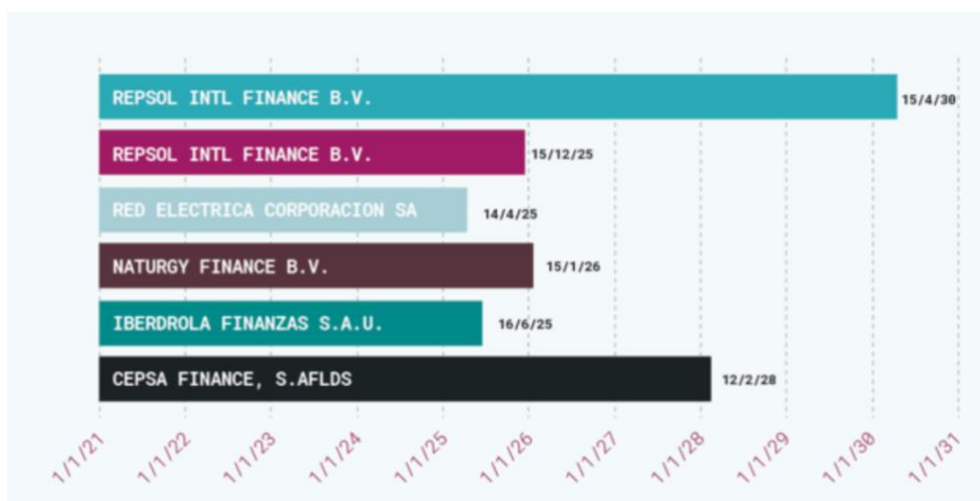 REPSOL INTL FINANCE B.V. 15/4/30
REPSOL INTL FINANCE B.V. 15/12/25
RED ELECTRICA CORPORACION SA 14/4/25
NATURGY FINANCE B.V. 15/1/26
IBERDROLA FINANZAS S.A.U. 16/6/25
CEPSA FINANCE, S.AFLDS 12/2/28
1/1/21 1/1/22 1/1/23 1/1/24 1/1/25 1/1/26 1/1/27 1/1/28 1/1/29 1/1/30 1/1/31